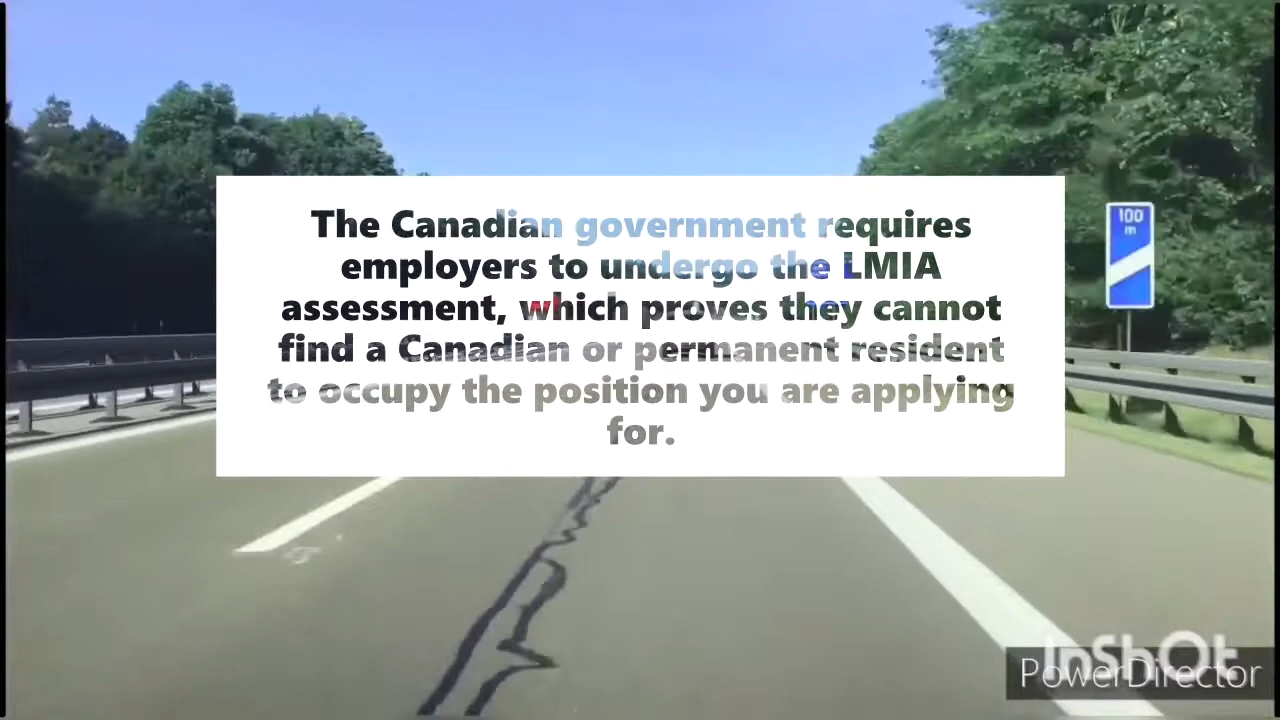 The Canadian government requires
employers to undergo the LMIA
assessment, which proves they cannot
find a Canadian or permanent resident
to occupy the position you are applying
for.
100
m
InShOt
PowerDirector